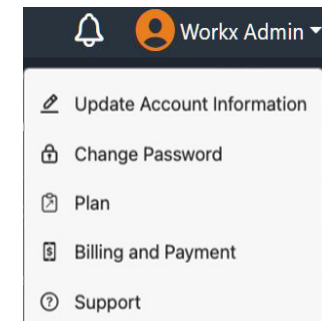 Workx Admin
Update Account Information
Change Password
Plan
Billing and Payment
Support